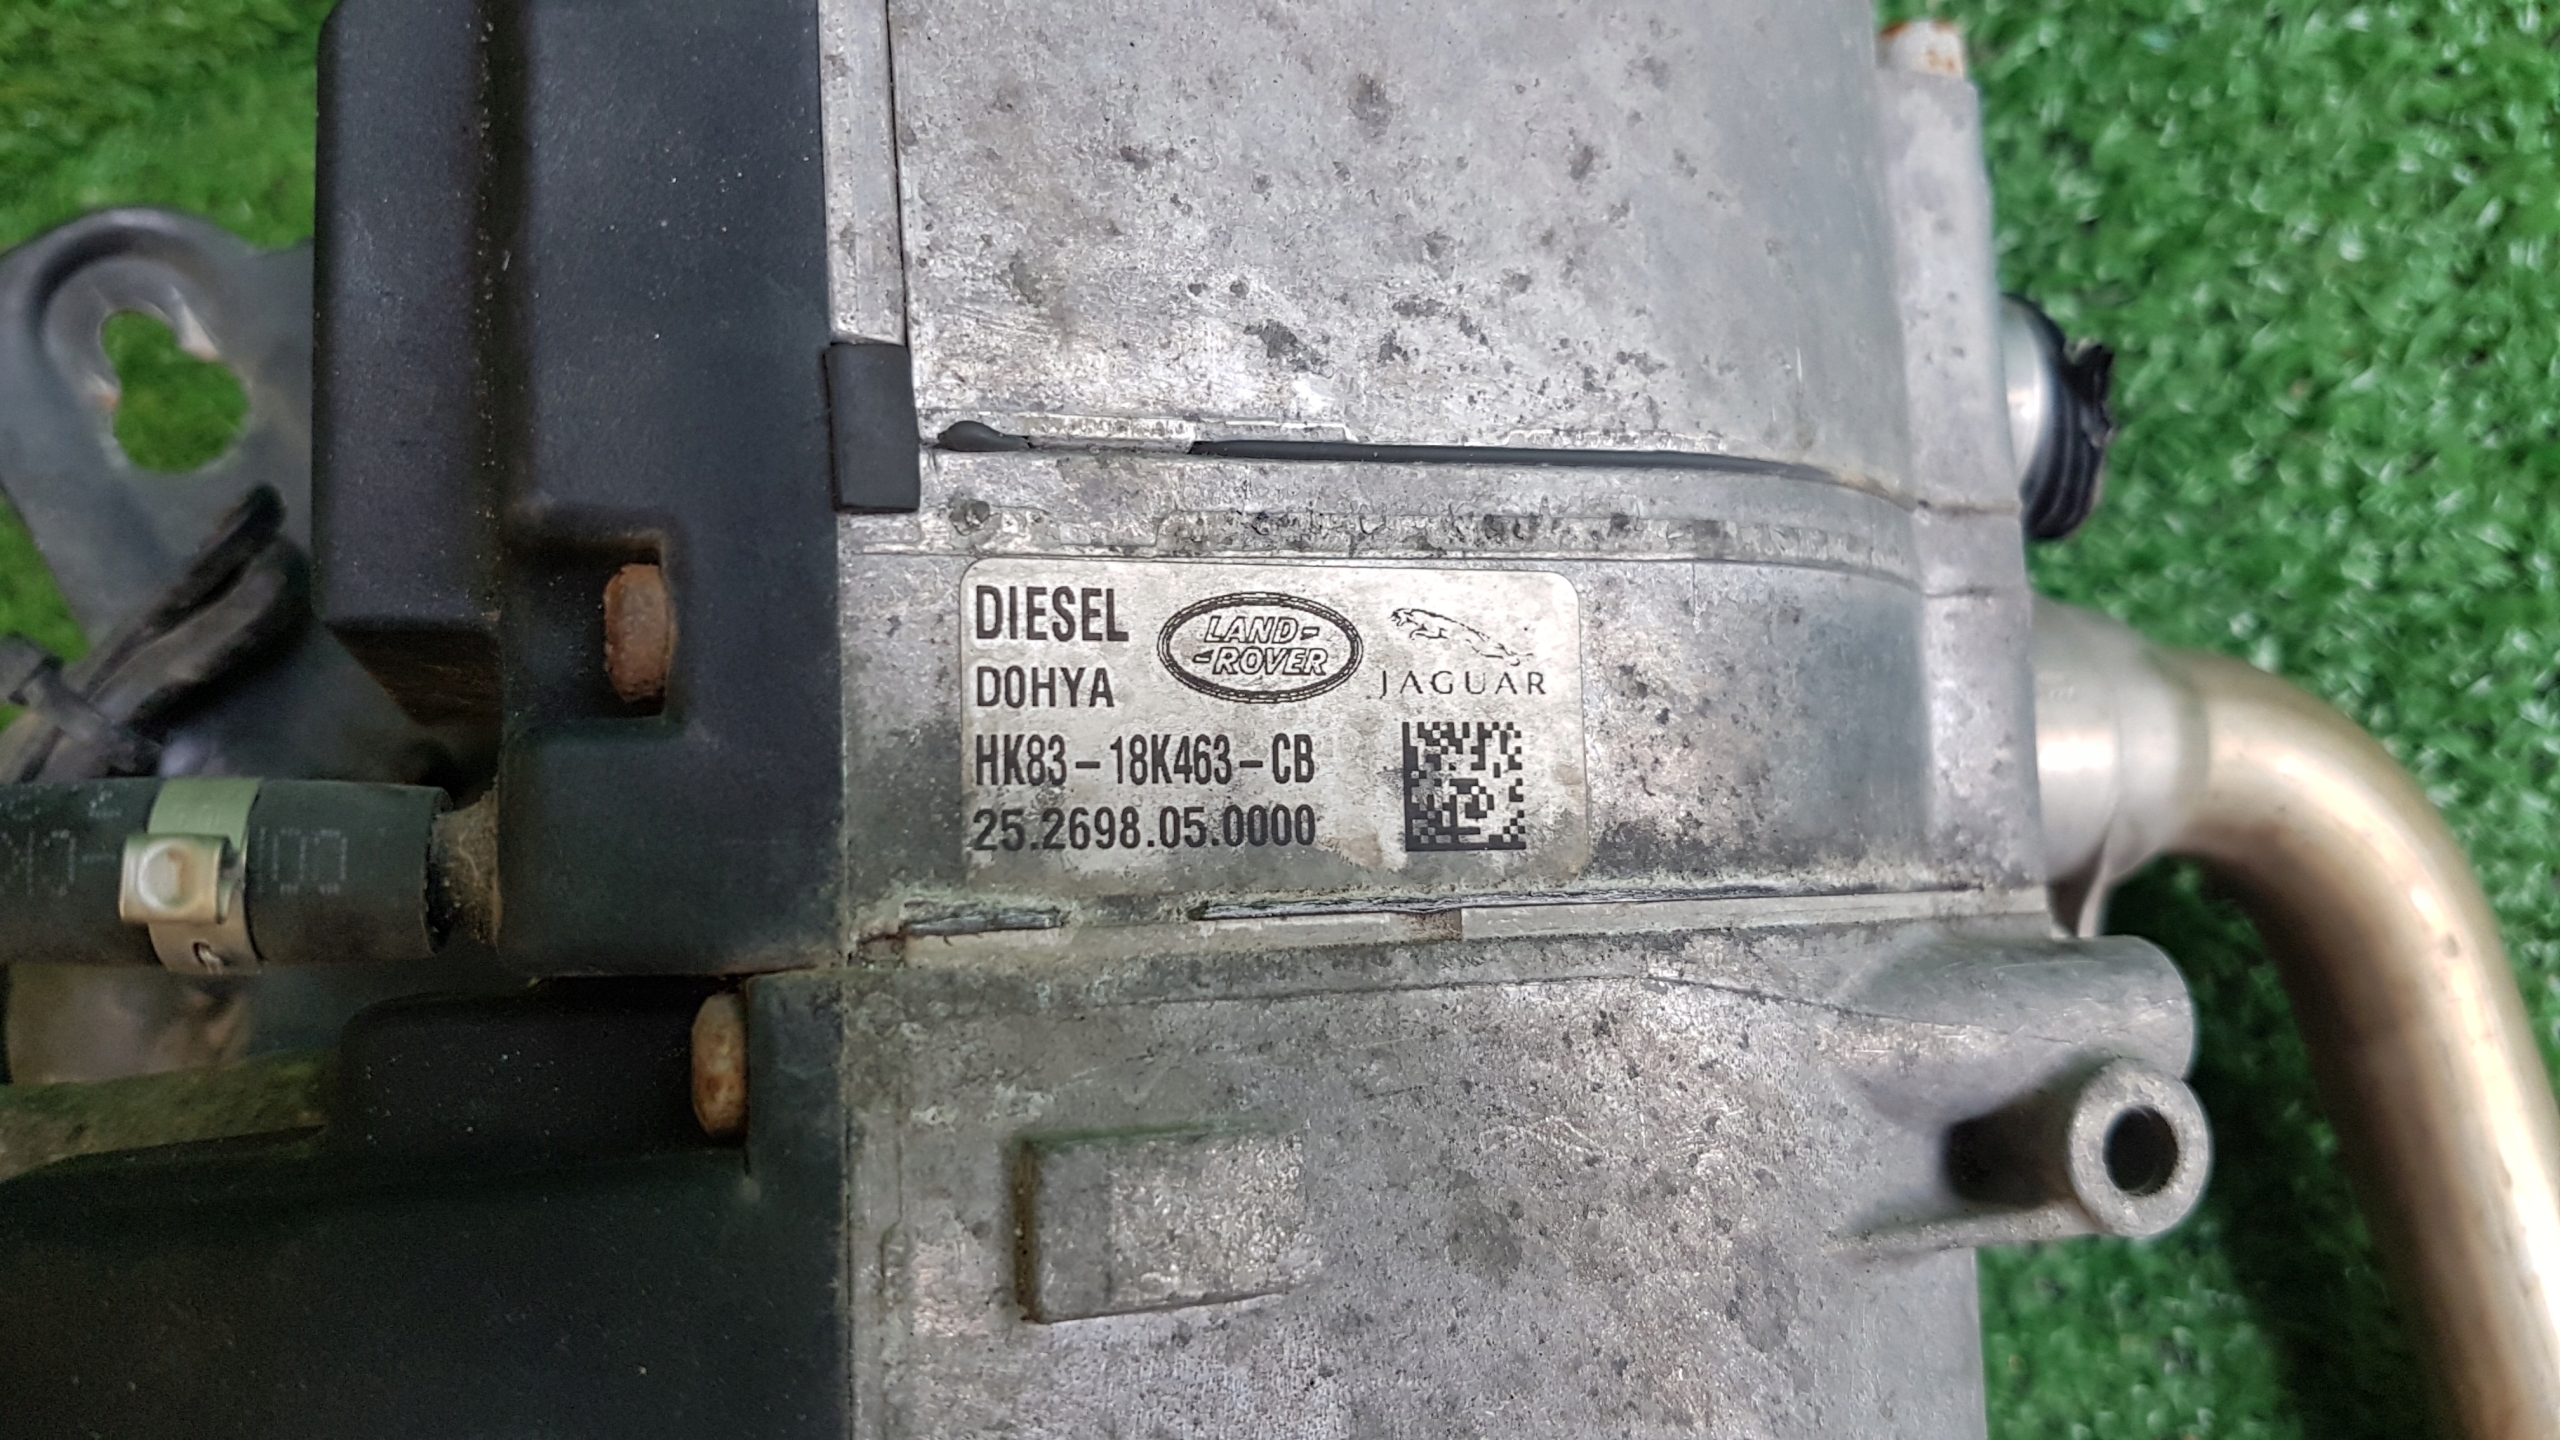 DIESEL
LAND-
-ROVER
JAGUAR
DOHYA
HK83-18K463-CB
25.2698.05.0000